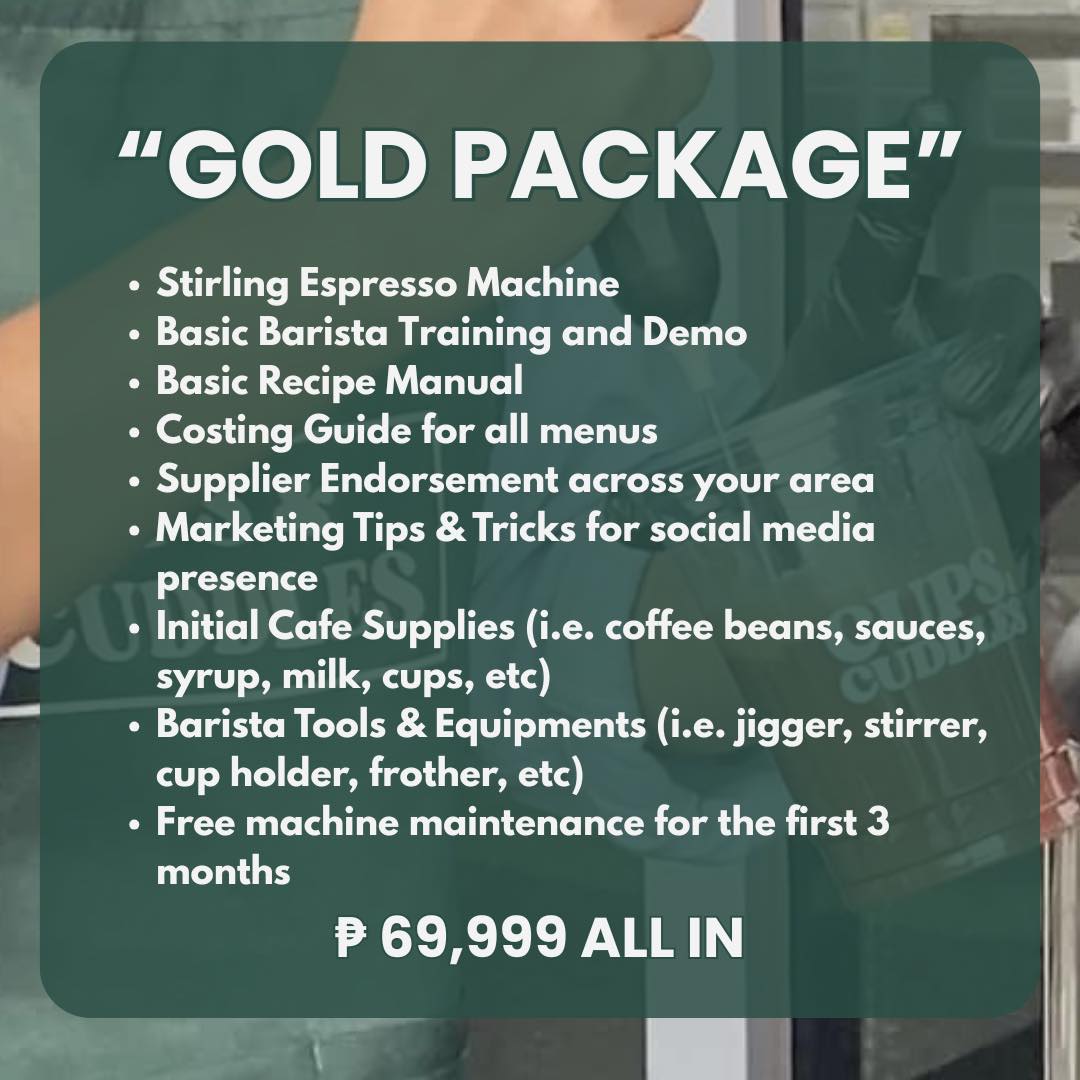 “GOLD PACKAGE”
• Stirling Espresso Machine
• Basic Barista Training and Demo
• Basic Recipe Manual
• Costing Guide for all menus
• Supplier Endorsement across your area
• Marketing Tips & Tricks for social media
presence
• Initial Cafe Supplies (i.e. coffee beans, sauces,
syrup, milk, cups, etc)
• Barista Tools & Equipments (i.e. jigger, stirrer,
cup holder, frother, etc)
• Free machine maintenance for the first 3
months
₱ 69,999 ALL IN
CUDDLES
CUPS
CUDDLES